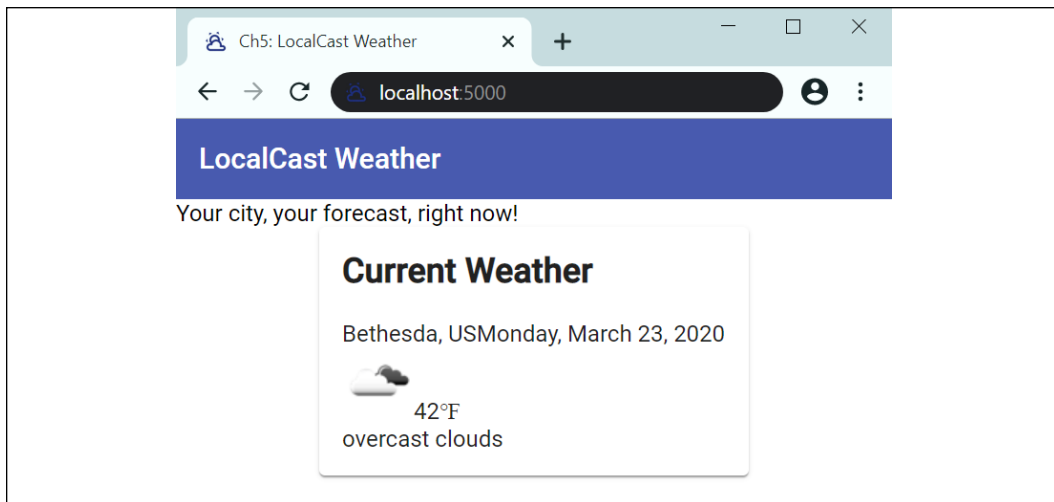 Ch5: LocalCast Weather
localhost:5000
LocalCast Weather
Your city, your forecast, right now!
Current Weather
Bethesda, USMonday, March 23, 2020
42°F
overcast clouds